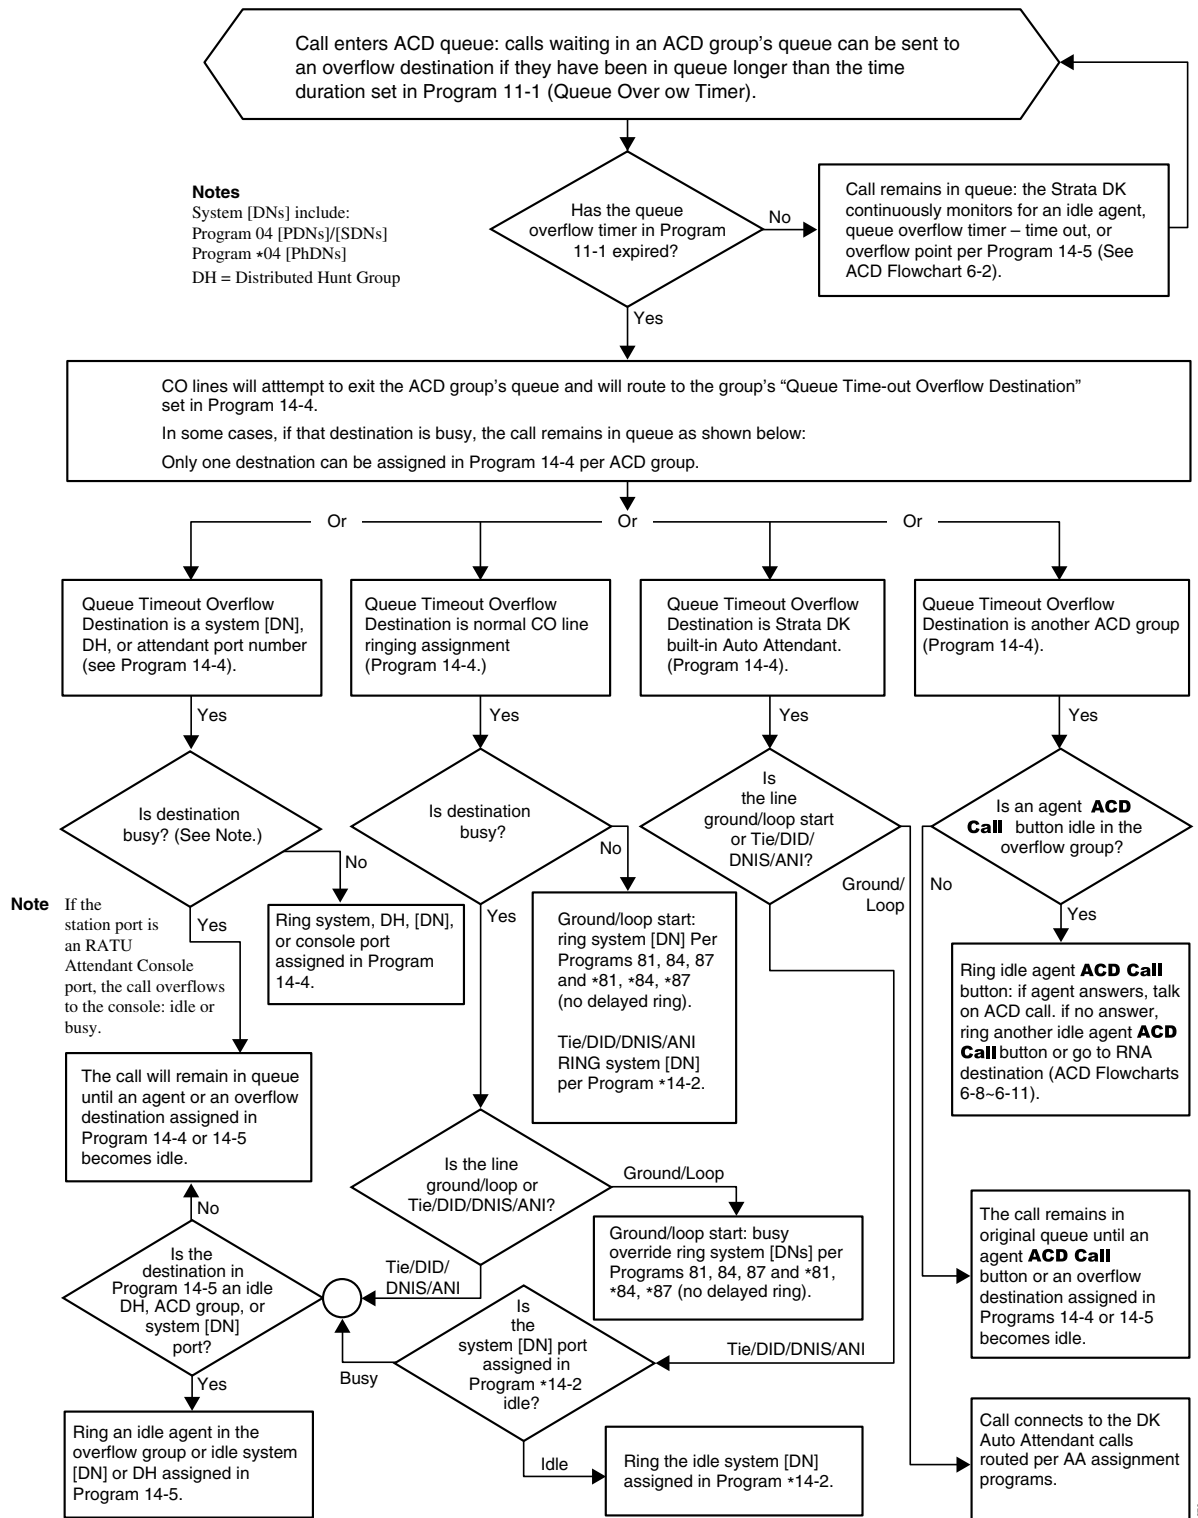 Call enters ACD queue: calls waiting in an ACD group's queue can be sent to
an overflow destination if they have been in queue longer than the time
duration set in Program 11-1 (Queue Over ow Timer).
Notes
System [DNs] include:
Program 04 [PDNs]/[SDNs]
Program *04 [PhDNs]
DH = Distributed Hunt Group
Has the queue
overflow timer in Program
11-1 expired?
No
Call remains in queue: the Strata DK
continuously monitors for an idle agent,
queue overflow timer – time out, or
overflow point per Program 14-5 (See
ACD Flowchart 6-2).
Yes
CO lines will atttempt to exit the ACD group's queue and will route to the group's “Queue Time-out Overflow Destination”
set in Program 14-4.
In some cases, if that destination is busy, the call remains in queue as shown below:
Only one destnation can be assigned in Program 14-4 per ACD group.
Or
Or
Or
Queue Timeout Overflow
Destination is a system [DN],
DH, or attendant port number
(see Program 14-4).
Queue Timeout Overflow
Destination is normal CO line
ringing assignment
(Program 14-4.)
Queue Timeout Overflow
Destination is Strata DK
built-in Auto Attendant.
(Program 14-4).
Queue Timeout Overflow
Destination is another ACD group
(Program 14-4).
Yes
Yes
Yes
Yes
Is destination
busy? (See Note.)
Is destination
busy?
Is
the line
ground/loop start
or Tie/DID/
DNIS/ANI?
Is an agent ACD
Call button idle in the
overflow group?
No
No
Ground/
Loop
No
Note If the
station port is
an RATU
Attendant Console
port, the call overflows
to the console: idle or
busy.
Yes
Yes
Yes
Ring system, DH, [DN],
or console port
assigned in Program
14-4.
Ground/loop start:
ring system [DN] Per
Programs 81, 84, 87
and *81, *84, *87
(no delayed ring).
Tie/DID/DNIS/ANI
RING system [DN]
per Program *14-2.
Ring idle agent ACD Call
button: if agent answers, talk
on ACD call. if no answer,
ring another idle agent ACD
Call button or go to RNA
destination (ACD Flowcharts
6-8~6-11).
The call will remain in queue
until an agent or an overflow
destination assigned in
Program 14-4 or 14-5
becomes idle.
Is the line
ground/loop or
Tie/DID/DNIS/ANI?
Ground/Loop
No
Ground/loop start: busy
override ring system [DNs] per
Programs 81, 84, 87 and *81,
*84, *87 (no delayed ring).
The call remains in
original queue until an
agent ACD Call
button or an overflow
destination assigned in
Programs 14-4 or 14-5
becomes idle.
Is the
destination in
Program 14-5 an idle
DH, ACD group, or
system [DN]
port?
Tie/DID/
DNIS/ANI
Is
the
system [DN] port
assigned in
Program *14-2
idle?
Tie/DID/DNIS/ANI
Busy
Yes
Ring an idle agent in the
overflow group or idle system
[DN] or DH assigned in
Program 14-5.
Idle
Ring the idle system [DN]
assigned in Program *14-2.
Call connects to the DK
Auto Attendant calls
routed per AA assignment
programs.